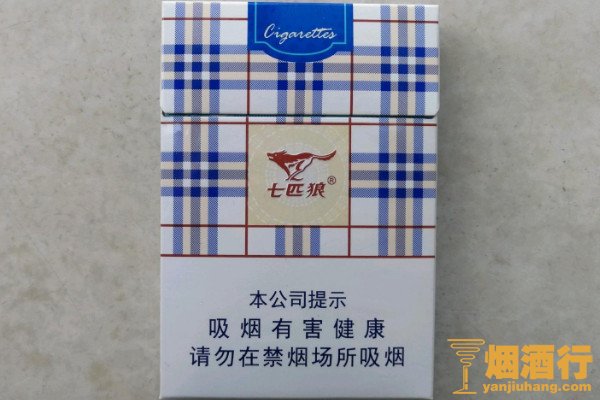 Cigarettes
七匹狼®
本公司提示
吸烟有害健康
请勿在禁烟场所吸烟
烟酒行
yanjiuhang.com